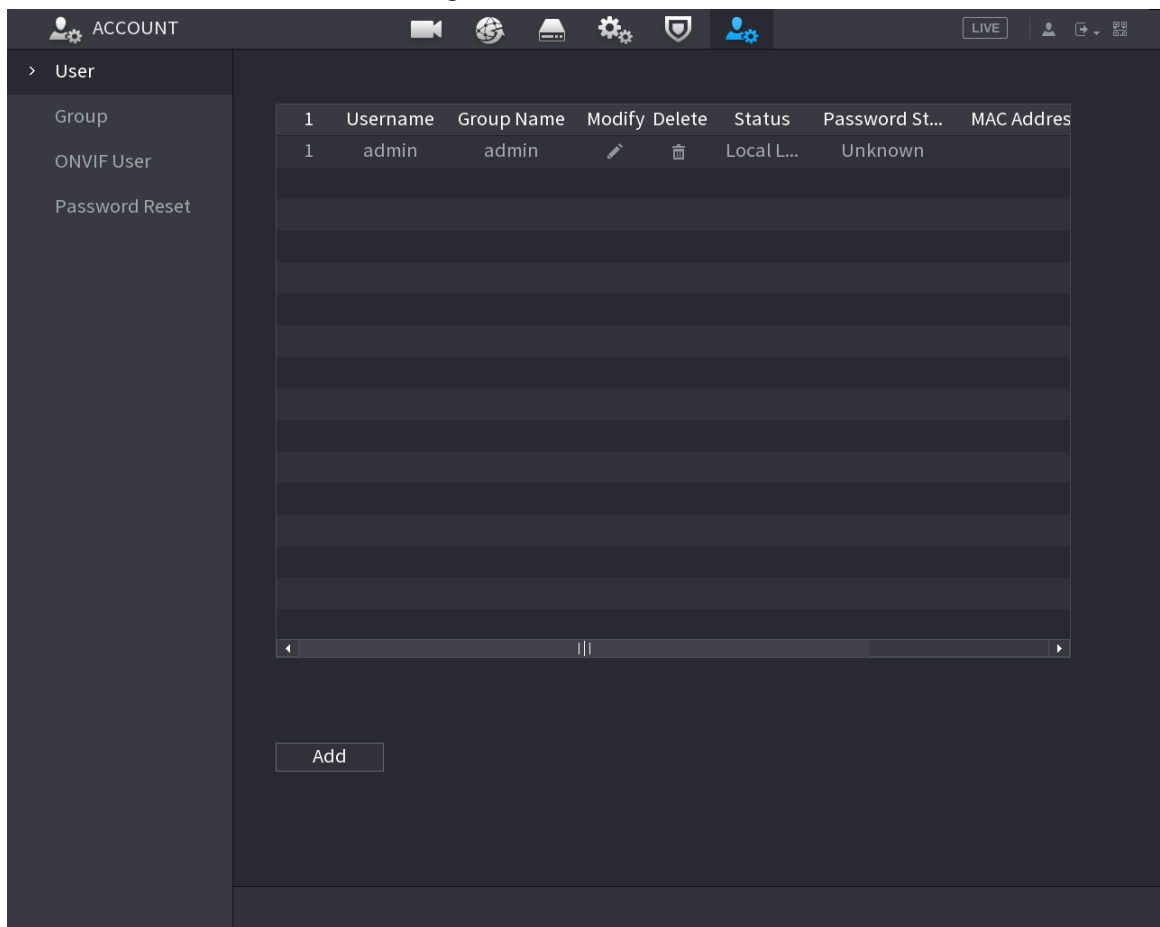 ACCOUNT LIVE
User
Group
ONVIF User
Password Reset
1 Username Group Name Modify Delete Status Password St... MAC Addres
1 admin admin Local L... Unknown
Add